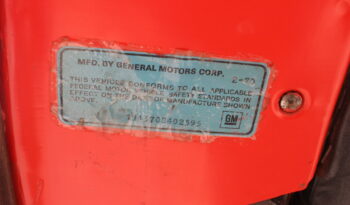 MFD. BY GENERAL MOTORS CORP.
THIS VEHICLE CONFORMS TO ALL APPLICABLE
FEDERAL MOTOR VEHICLE SAFETY STANDARDS IN
EFFECT ON THE DATE OF MANUFACTURE SHOWN
ABOVE.
GM